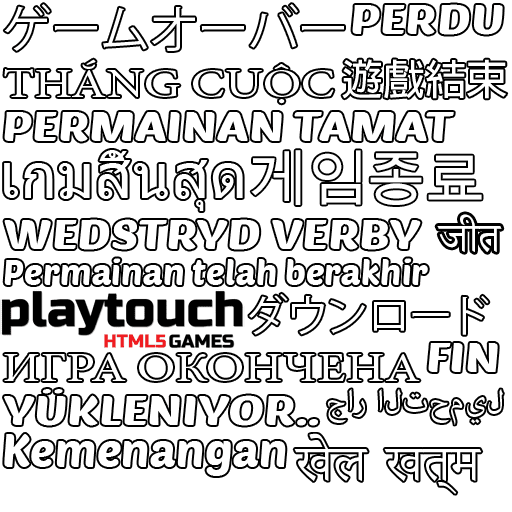 ゲームオーバー PERDU
THẮNG CUỘC 遊戲結束
PERMAINAN TAMAT
เกมสิ้นสุด 게임종료
WEDSTRYD VERBY जीत
Permainan telah berakhir
playtouch ダウンロード
HTML5 GAMES
ИГРА ОКОНЧЕНА FIN
YÜKLENIYOR.. جار التحميل
Kemenangan खेल खत्म